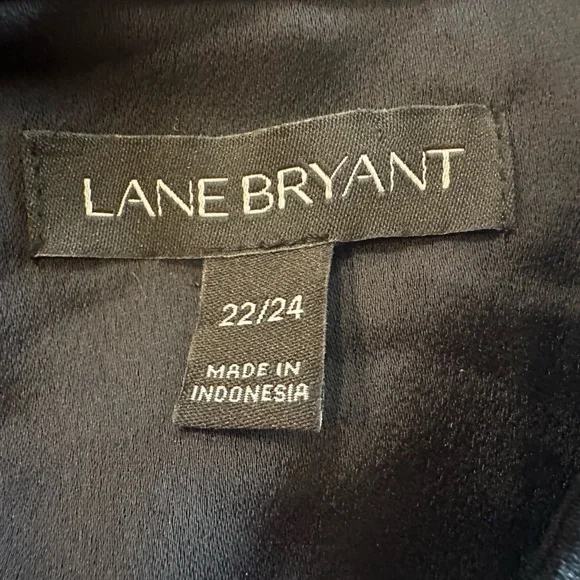 LANE BRYANT
22/24
MADE IN
INDONESIA